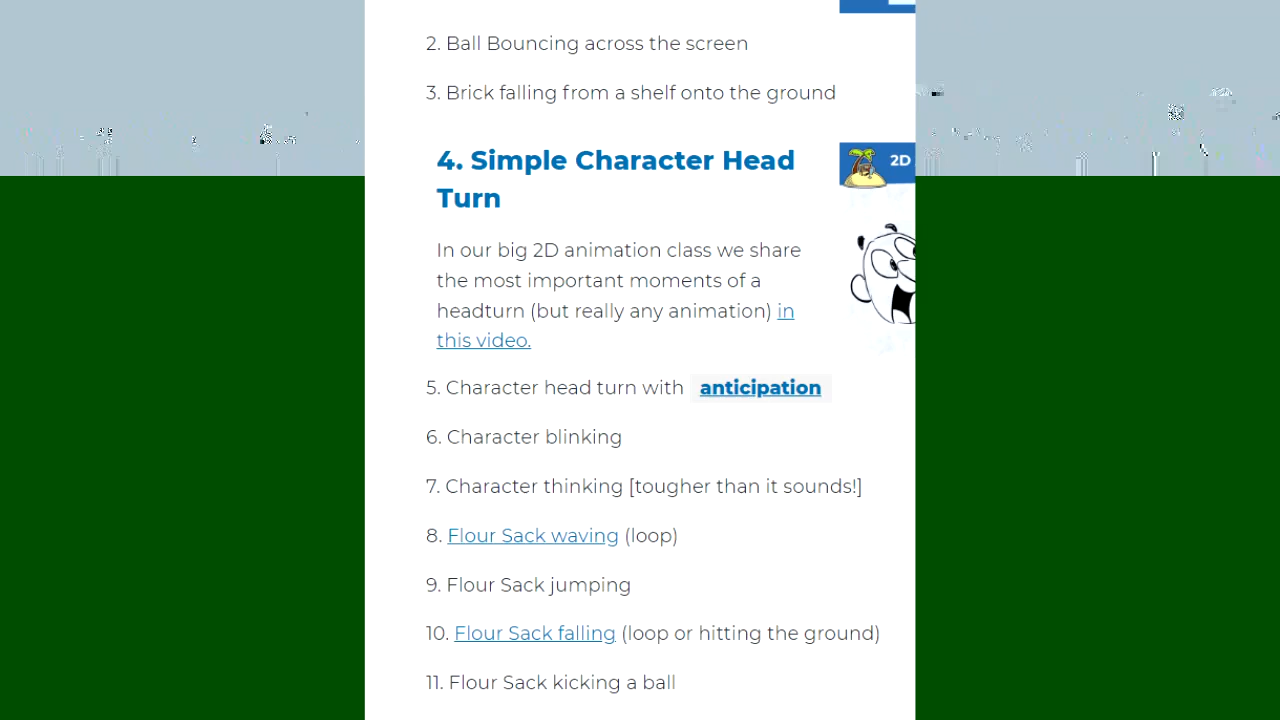 2. Ball Bouncing across the screen
3. Brick falling from a shelf onto the ground
4. Simple Character Head
Turn
2D
In our big 2D animation class we share
the most important moments of a
headturn (but really any animation) in
this video.
5. Character head turn with anticipation
6. Character blinking
7. Character thinking [tougher than it sounds!]
8. Flour Sack waving (loop)
9. Flour Sack jumping
10. Flour Sack falling (loop or hitting the ground)
11. Flour Sack kicking a ball